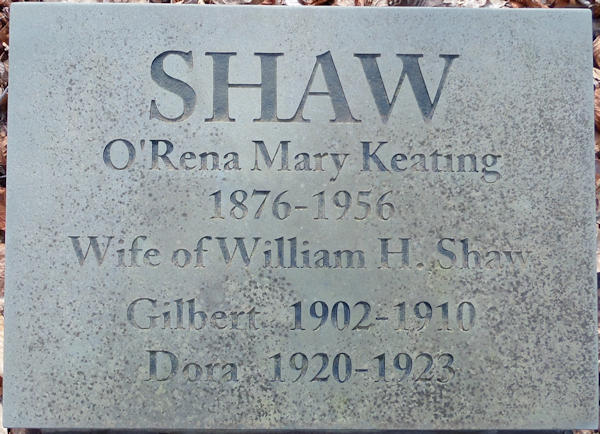 SHAW
O'Rena Mary Keating
1876-1956
Wife of William H. Shaw
Gilbert 1902-1910
Dora 1920-1923